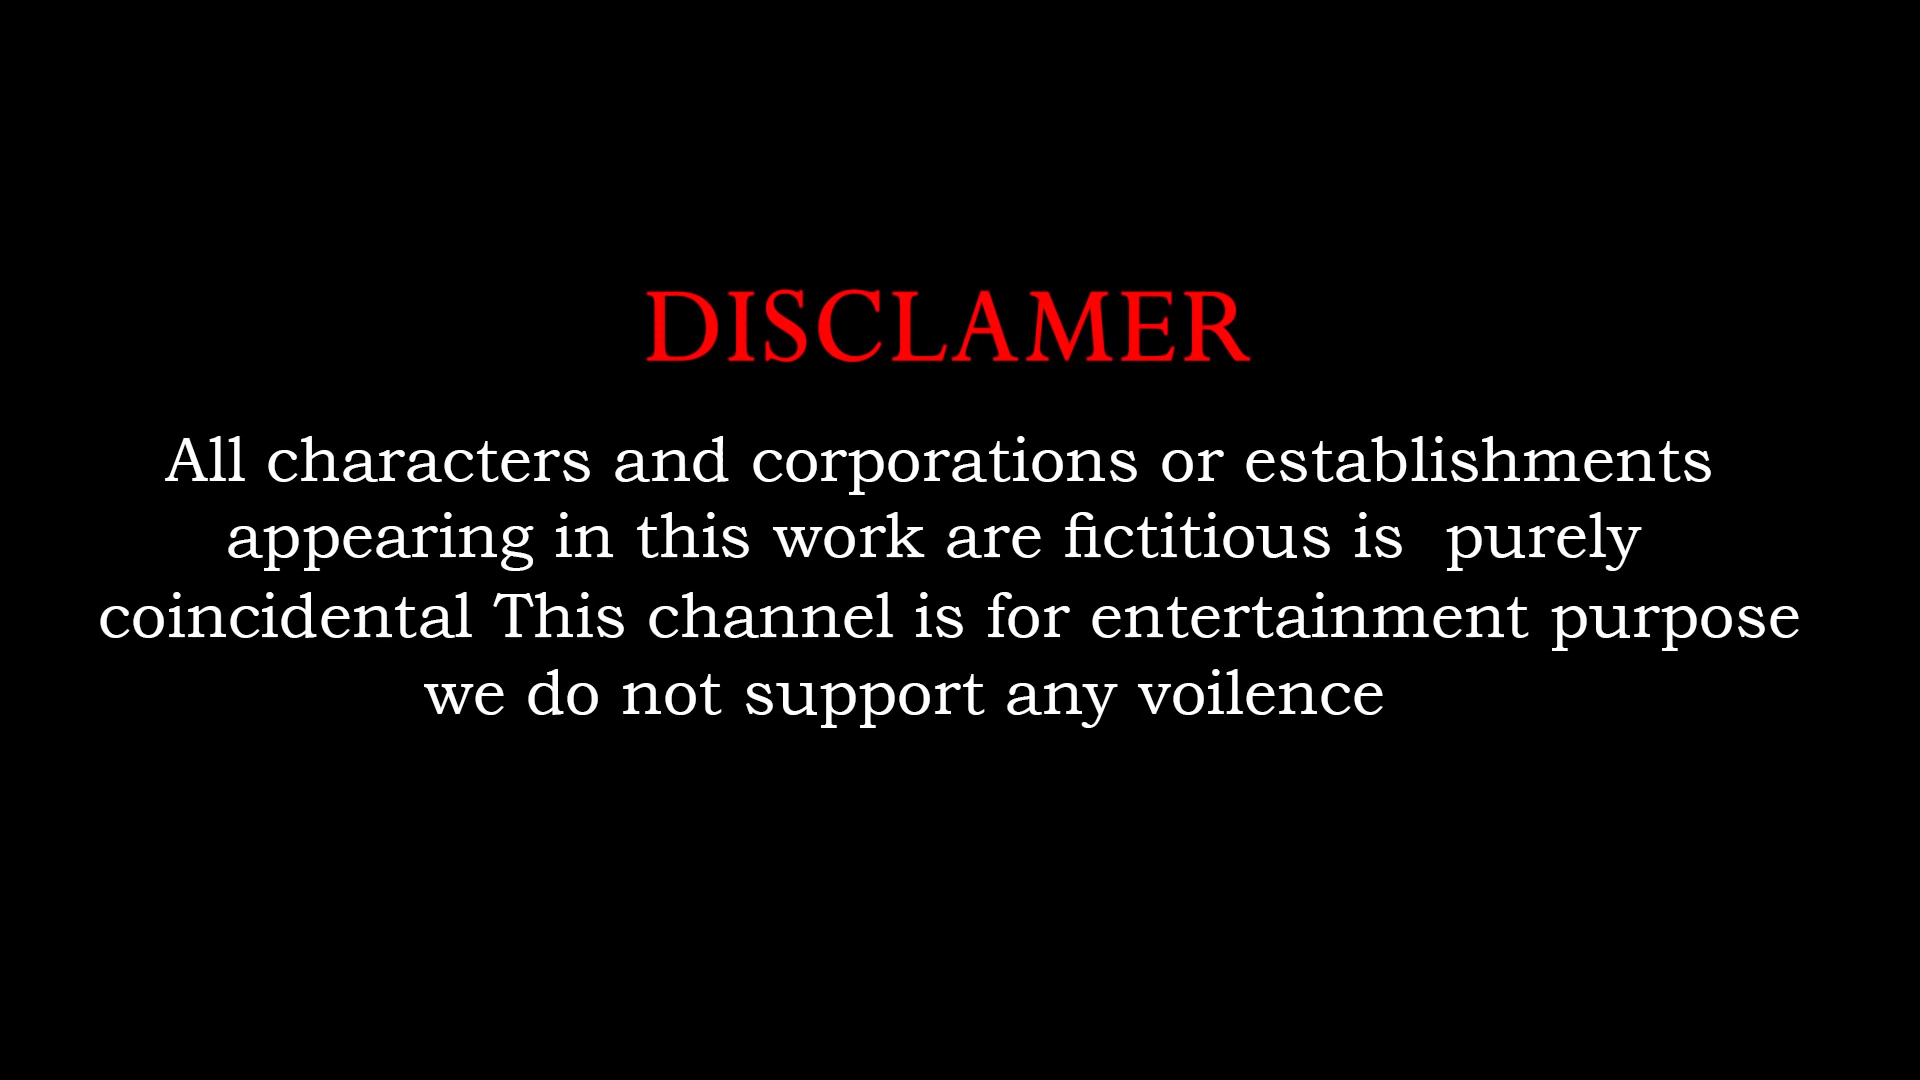 DISCLAMER
All characters and corporations or establishments
appearing in this work are fictitious is  purely
coincidental This channel is for entertainment purpose
we do not support any voilence